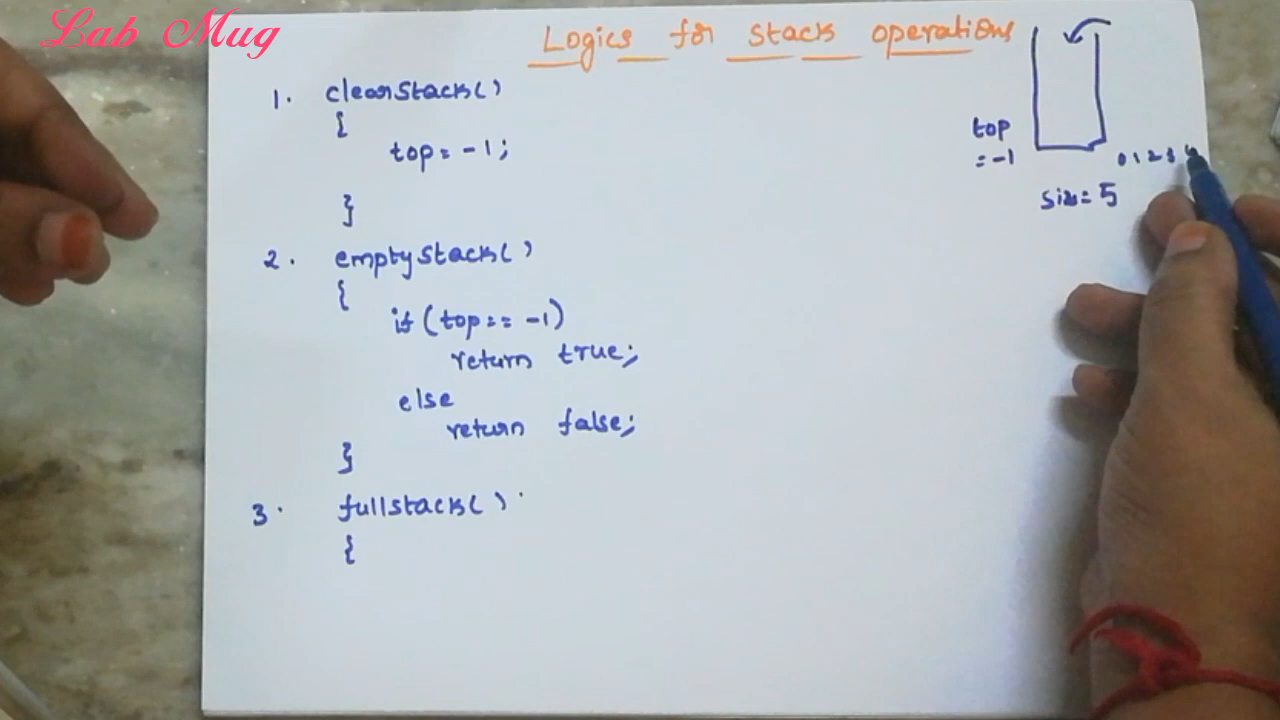 Lab Mug
Logics for stack operations
1. clearStack()
{
top = -1;
}
2. emptyStack()
{
if (top == -1)
return true;
else
return false;
}
3. fullstack()
{
top
= -1
0 1 2 3 4
size = 5